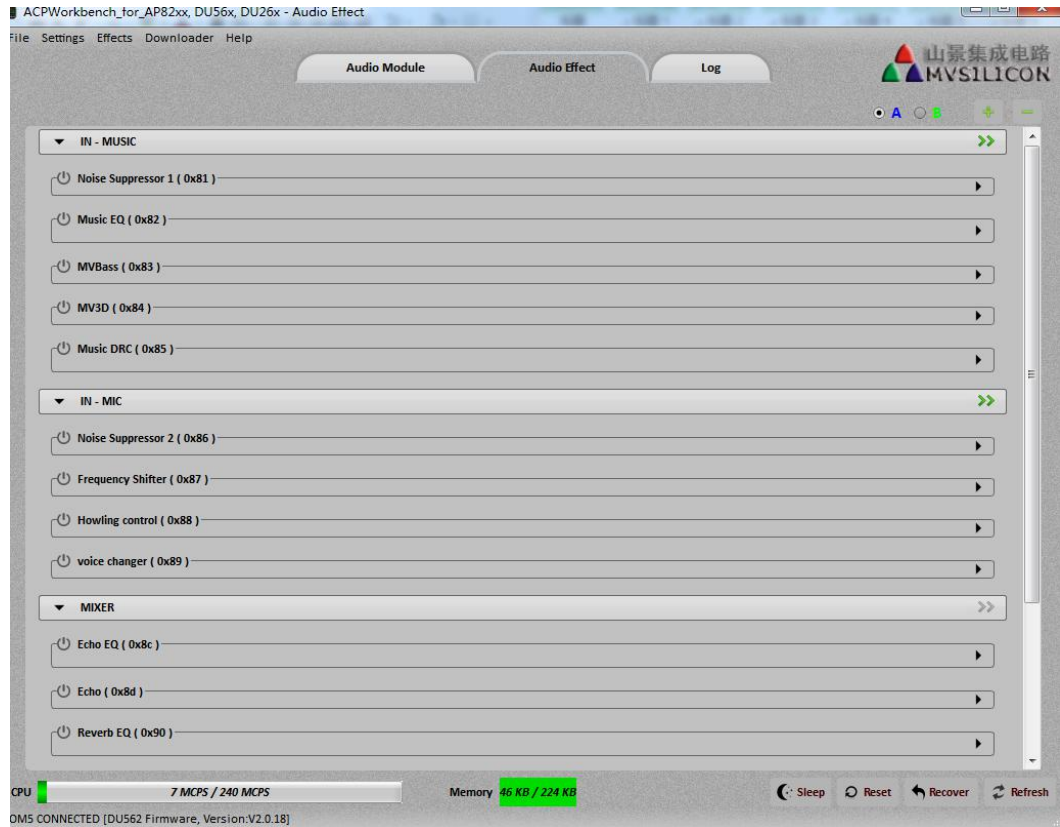 ACPWorkbench_for_AP82xx, DU56x, DU26x - Audio Effect
File Settings Effects Downloader Help
Audio Module Audio Effect Log
山景集成电路
MVSILICON
A B
IN - MUSIC
Noise Suppressor 1 ( 0x81 )
Music EQ ( 0x82 )
MVBass ( 0x83 )
MV3D ( 0x84 )
Music DRC ( 0x85 )
IN - MIC
Noise Suppressor 2 ( 0x86 )
Frequency Shifter ( 0x87 )
Howling control ( 0x88 )
voice changer ( 0x89 )
MIXER
Echo EQ ( 0x8c )
Echo ( 0x8d )
Reverb EQ ( 0x90 )
CPU 7 MCPS / 240 MCPS Memory 46 KB / 224 KB Sleep Reset Recover Refresh
OM5 CONNECTED [DU562 Firmware, Version:V2.0.18]